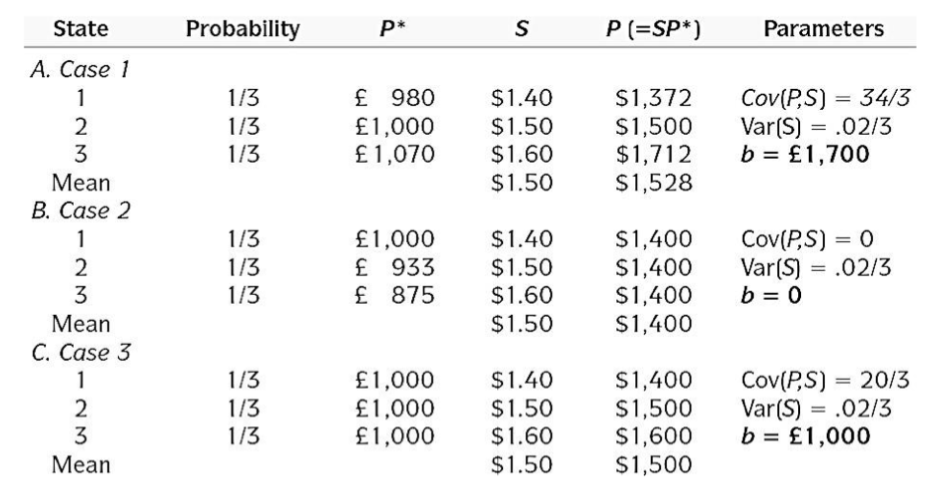 State Probability P* S P (=SP*) Parameters
A. Case 1
1 1/3 £ 980 $1.40 $1,372 Cov(P,S) = 34/3
2 1/3 £1,000 $1.50 $1,500 Var(S) = .02/3
3 1/3 £1,070 $1.60 $1,712 b = £1,700
Mean $1.50 $1,528
B. Case 2
1 1/3 £1,000 $1.40 $1,400 Cov(P,S) = 0
2 1/3 £ 933 $1.50 $1,400 Var(S) = .02/3
3 1/3 £ 875 $1.60 $1,400 b = 0
Mean $1.50 $1,400
C. Case 3
1 1/3 £1,000 $1.40 $1,400 Cov(P,S) = 20/3
2 1/3 £1,000 $1.50 $1,500 Var(S) = .02/3
3 1/3 £1,000 $1.60 $1,600 b = £1,000
Mean $1.50 $1,500